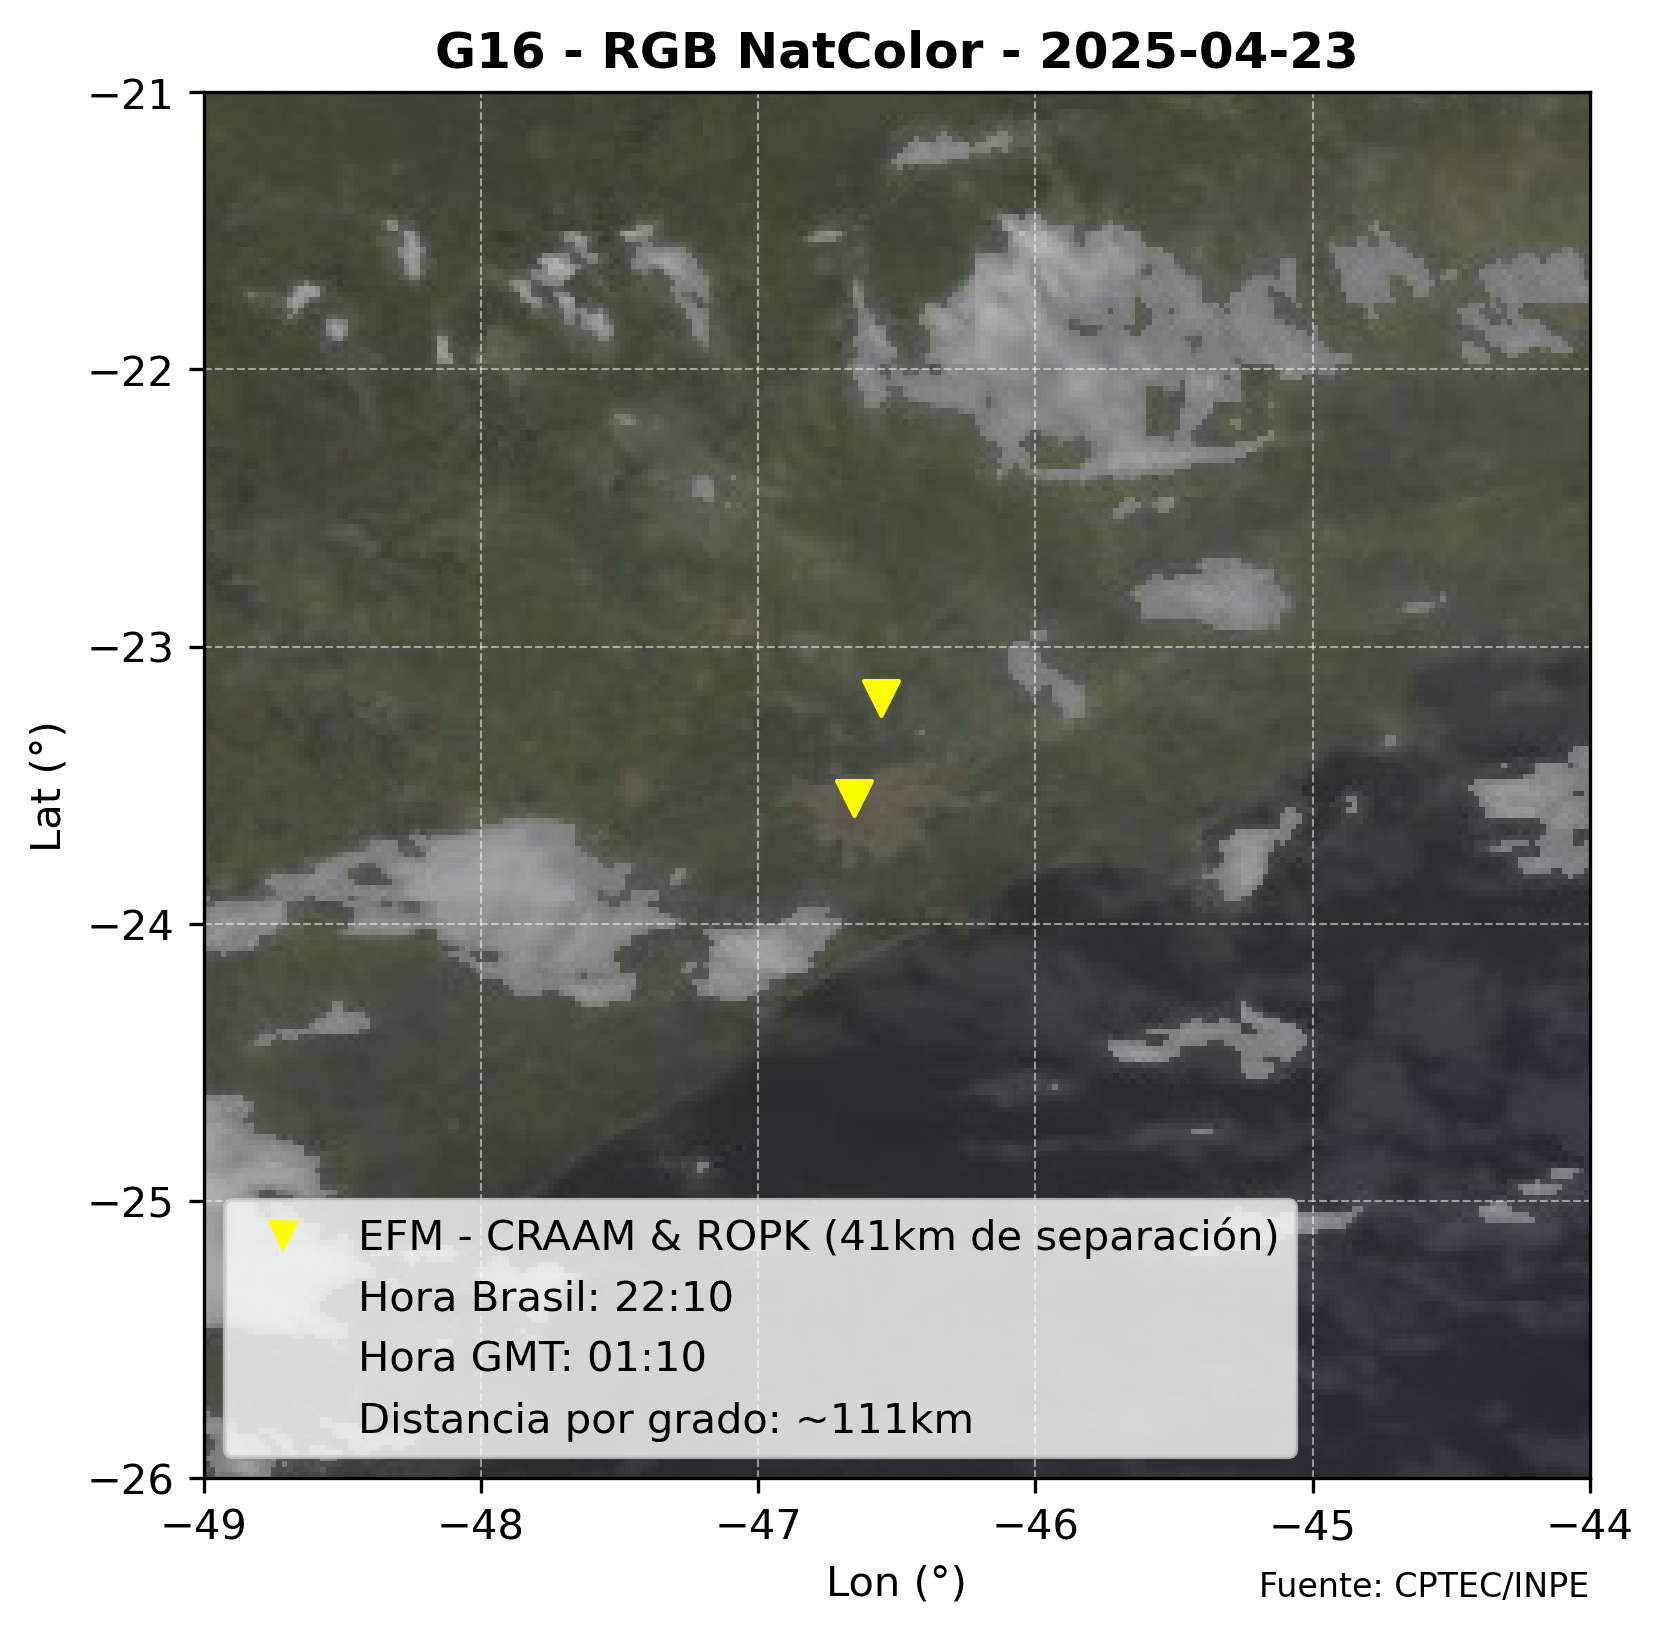 G16 - RGB NatColor - 2025-04-23
−21
−22
−23
−24
−25
−26
Lat (°)
EFM - CRAAM & ROPK (41km de separación)
Hora Brasil: 22:10
Hora GMT: 01:10
Distancia por grado: ~111km
−49 −48 −47 −46 −45 −44
Lon (°)
Fuente: CPTEC/INPE